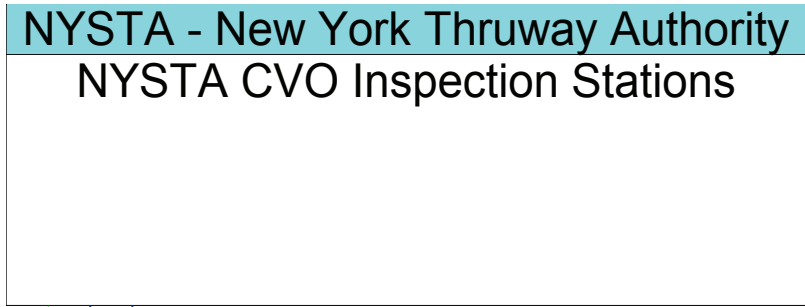 NYSTA - New York Thruway Authority
NYSTA CVO Inspection Stations